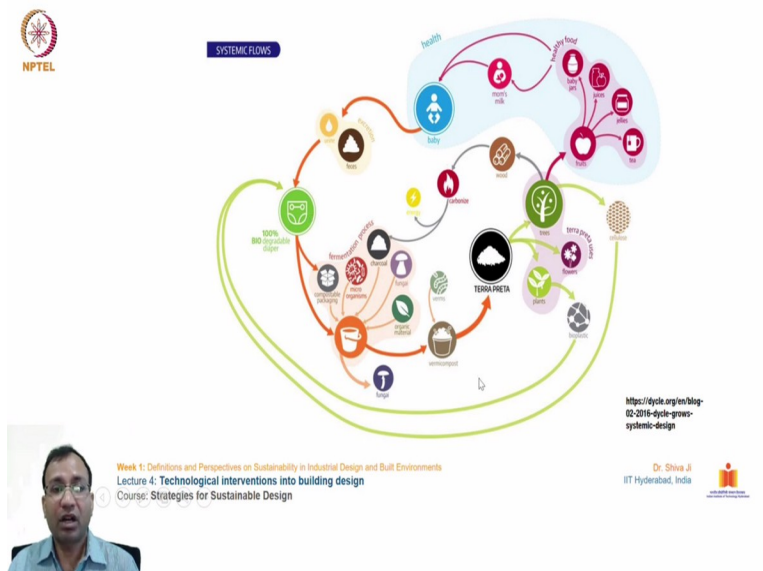 NPTEL
SYSTEMIC FLOWS
health
healthy food
baby
jars
juices
jellies
tea
fruits
mom's
milk
baby
urine
feces
excretion
wood
carbonize
energy
trees
cellulose
100%
BIO degradable
diaper
fermentation process
charcoal
compostable
packaging
micro
organisms
fungal
organic
material
worms
TERRA PRETA
terra preta uses
flowers
plants
bioplastic
vermicompost
fungal
https://dycle.org/en/blog-
02-2016-dycle-grows-
systemic-design
Week 1: Definitions and Perspectives on Sustainability in Industrial Design and Built Environments
Lecture 4: Technological interventions into building design
Course: Strategies for Sustainable Design
Dr. Shiva Ji
IIT Hyderabad, India